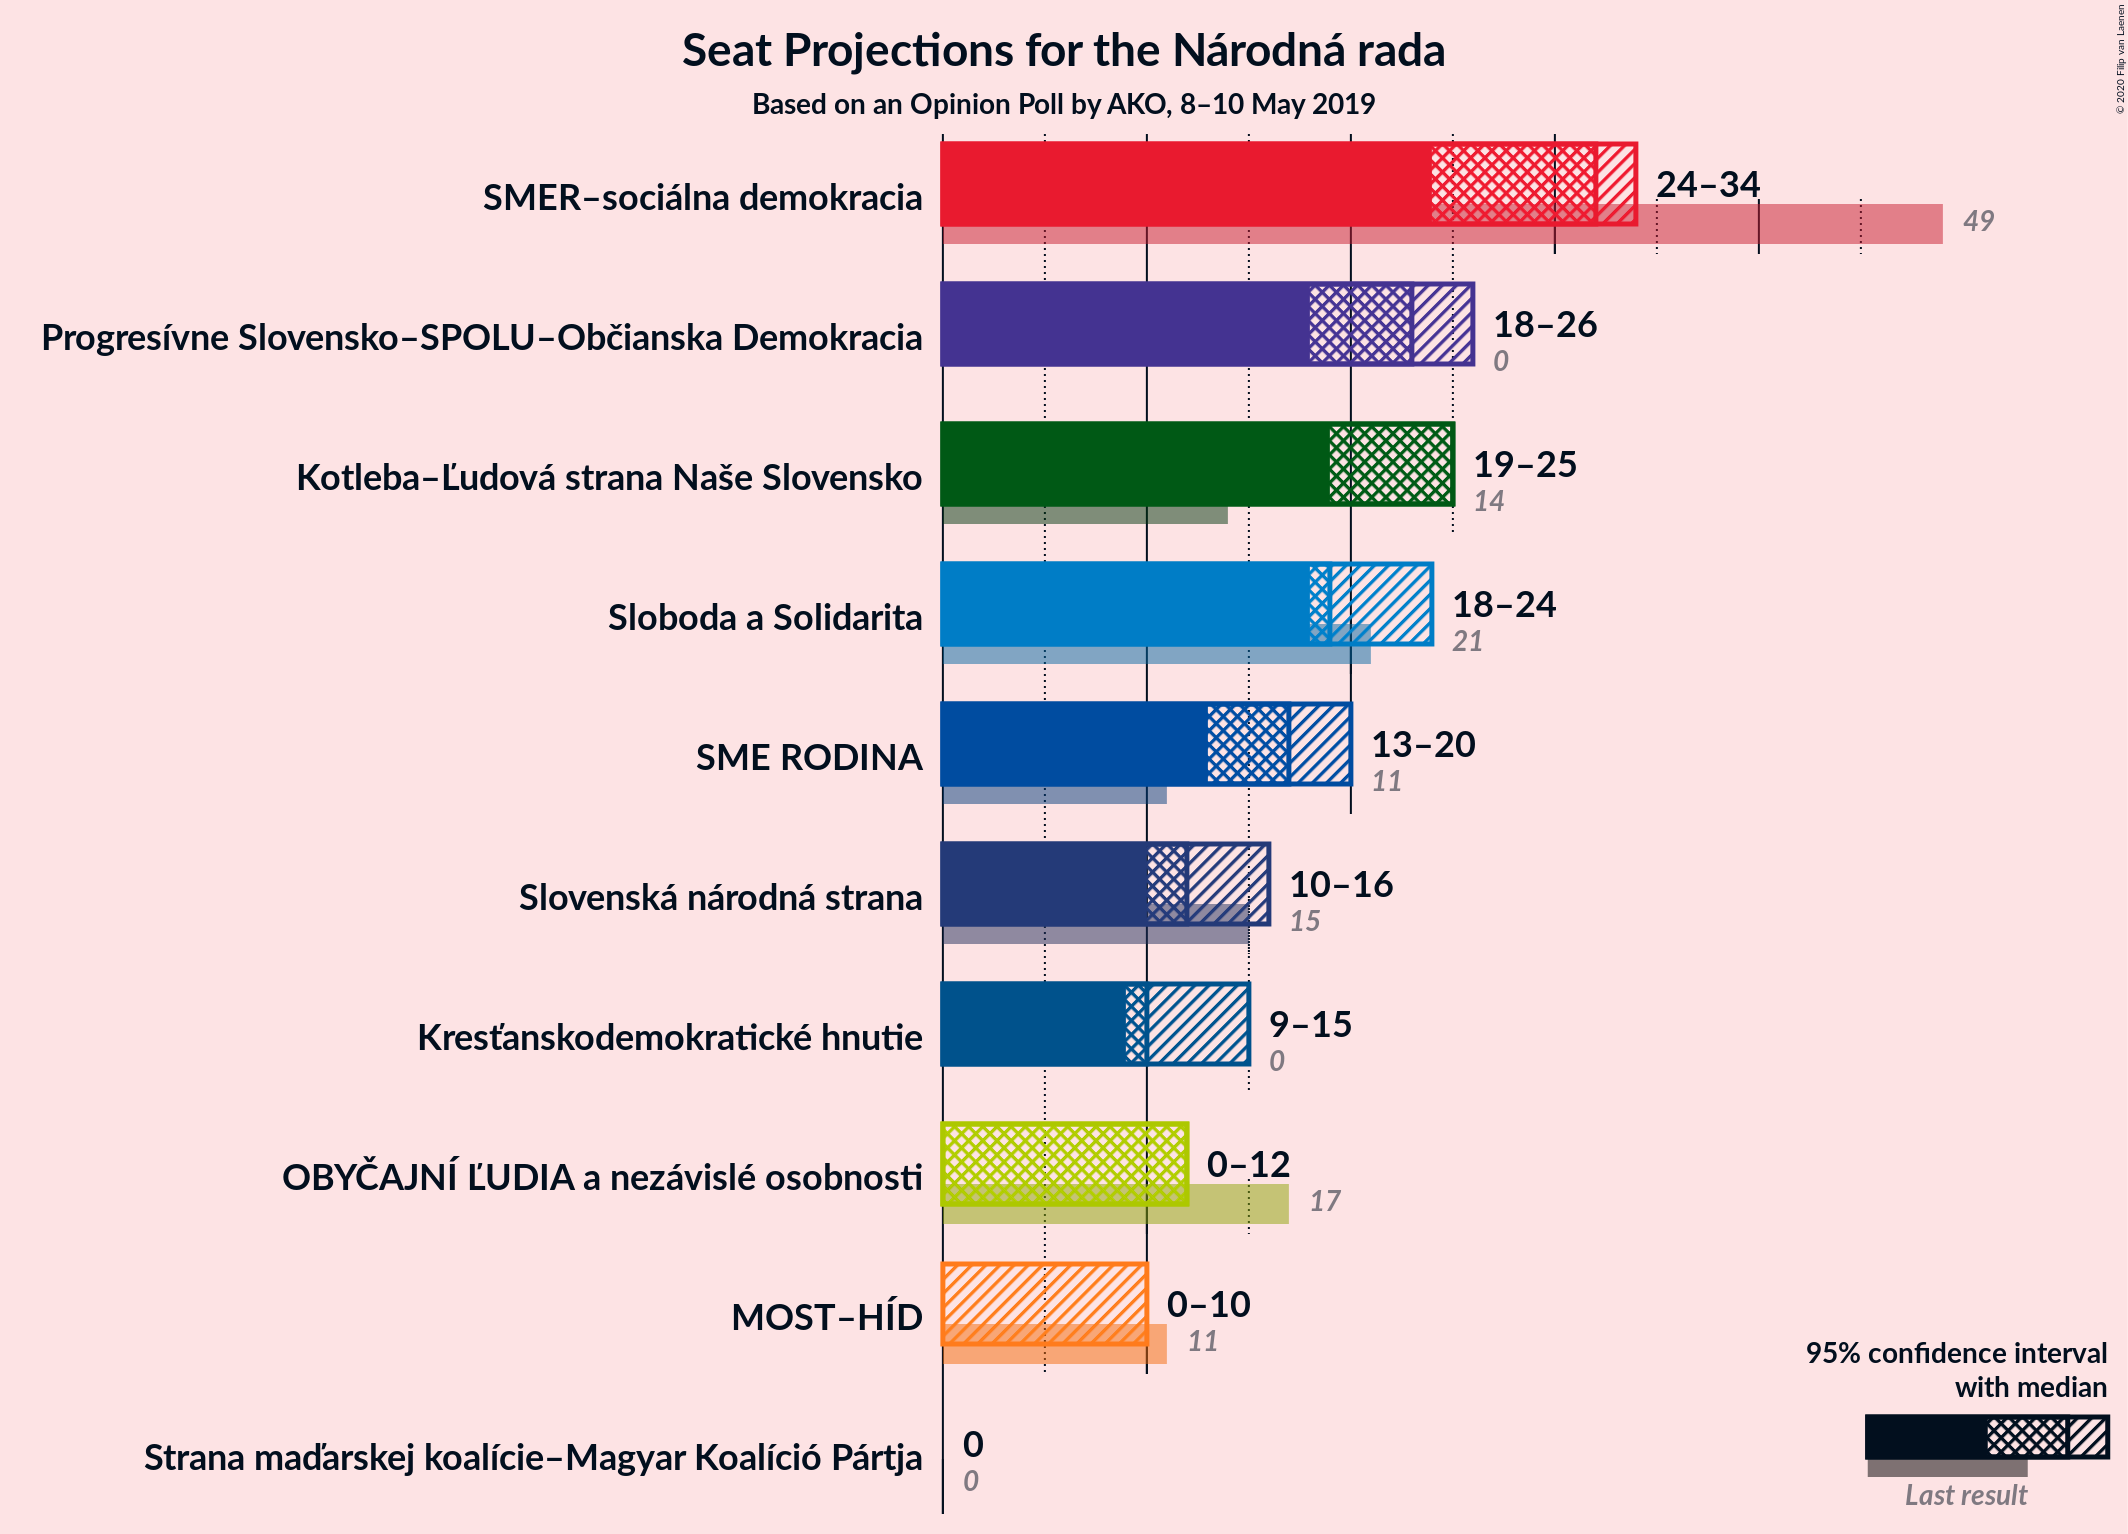 Seat Projections for the Národná rada
Based on an Opinion Poll by AKO, 8–10 May 2019
© 2020 Filip van Laenen
SMER–sociálna demokracia
24–34
49
Progresívne Slovensko–SPOLU–Občianska Demokracia
18–26
0
Kotleba–Ľudová strana Naše Slovensko
19–25
14
Sloboda a Solidarita
18–24
21
SME RODINA
13–20
11
Slovenská národná strana
10–16
15
Kresťanskodemokratické hnutie
9–15
0
OBYČAJNÍ ĽUDIA a nezávislé osobnosti
0–12
17
MOST–HÍD
0–10
11
Strana maďarskej koalície–Magyar Koalíció Pártja
0
0
95% confidence interval
with median
Last result